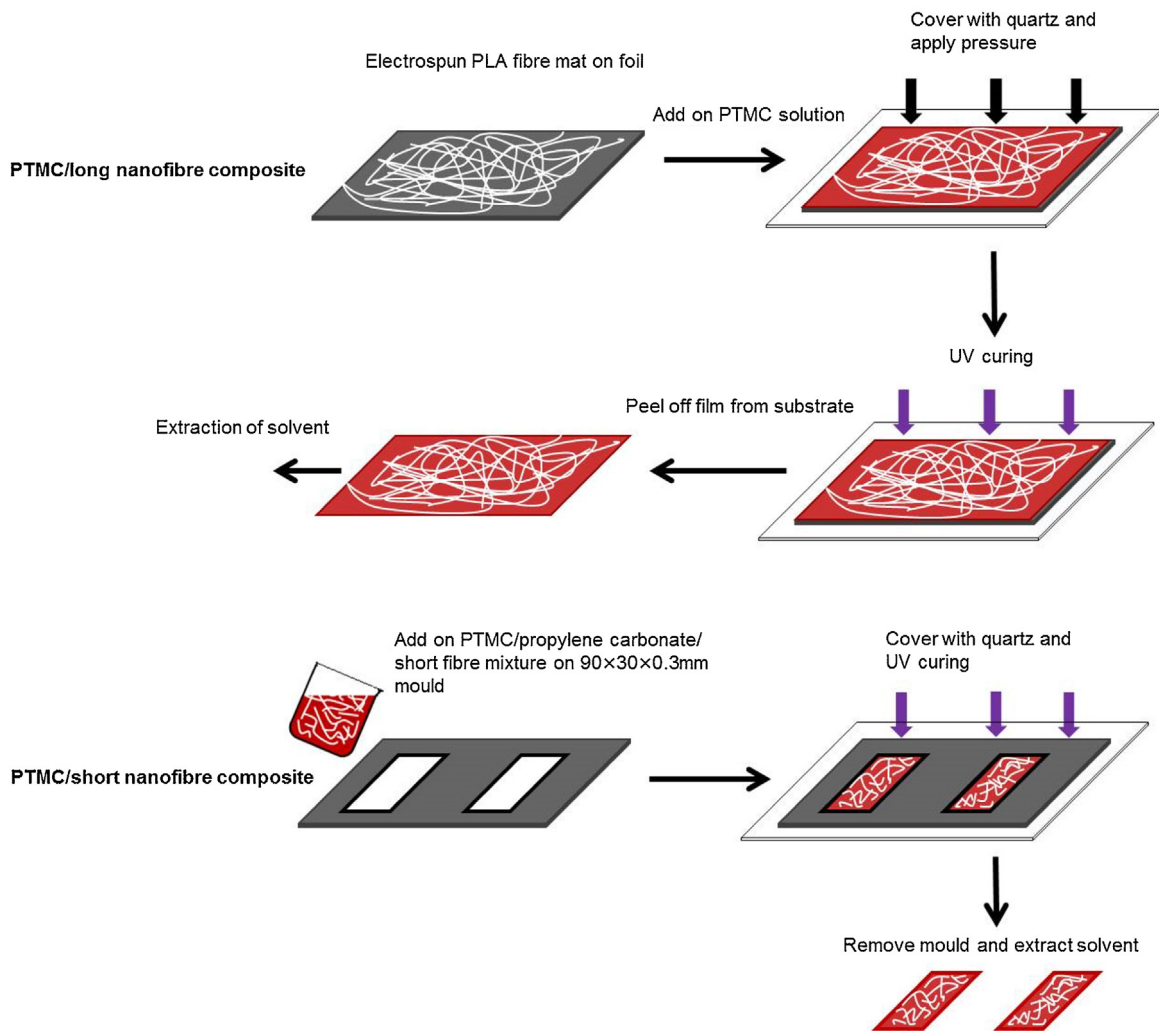 Cover with quartz and
apply pressure
Electrospun PLA fibre mat on foil
Add on PTMC solution
PTMC/long nanofibre composite
UV curing
Peel off film from substrate
Extraction of solvent
Add on PTMC/propylene carbonate/
short fibre mixture on 90×30×0.3mm
mould
Cover with quartz and
UV curing
PTMC/short nanofibre composite
Remove mould and extract solvent